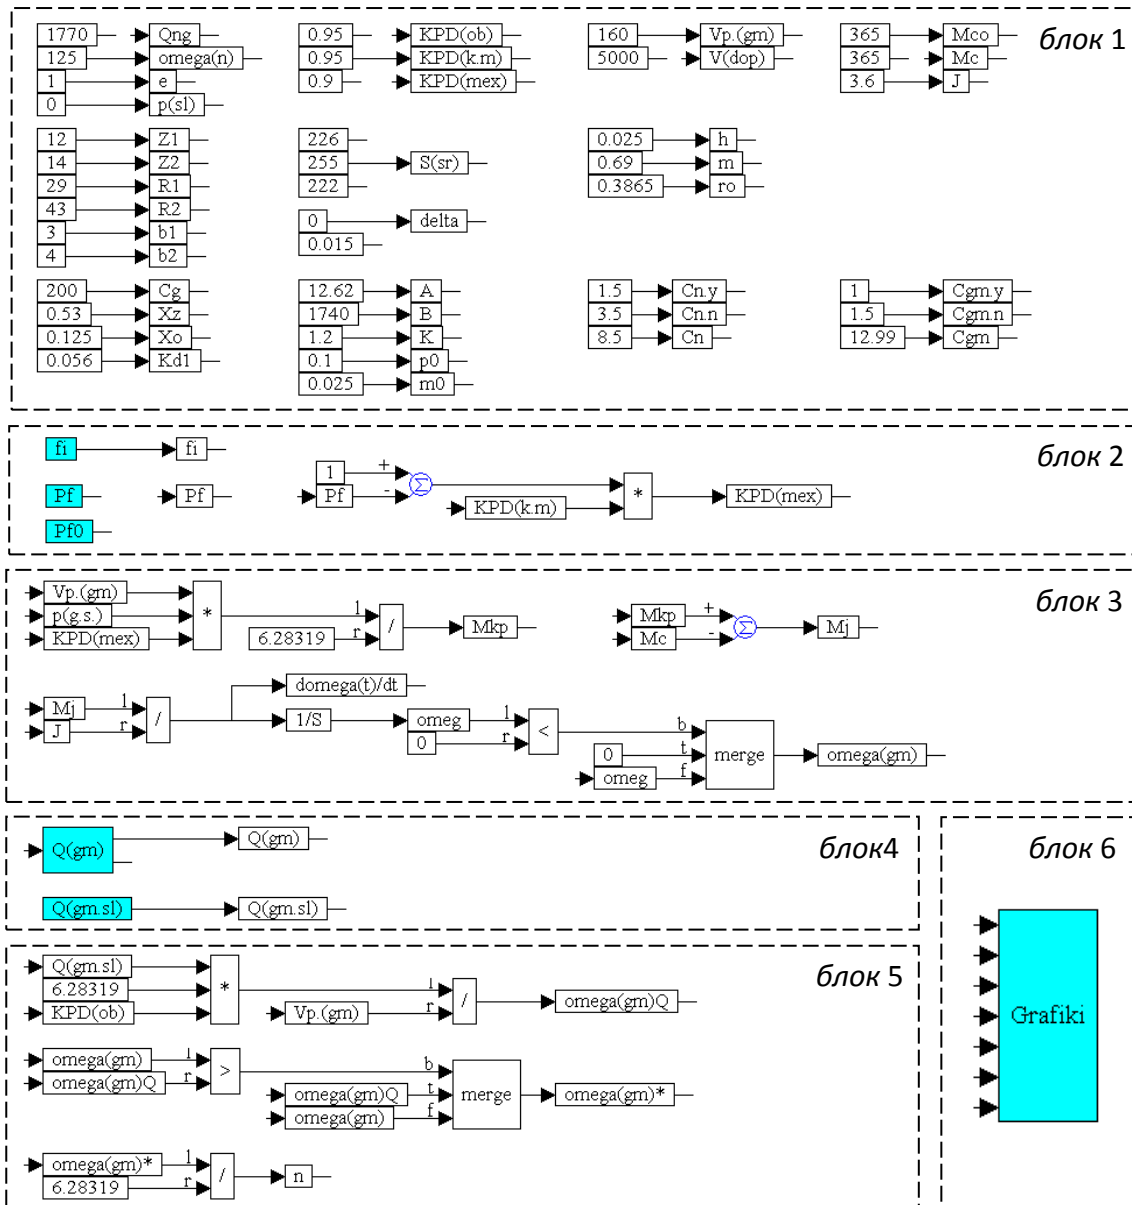 блок 1
1770 Qng 0.95 KPD(ob) 160 Vp.(gm) 365 Mco
125 omega(n) 0.95 KPD(k.m) 5000 V(dop) 365 Mc
1 e 0.9 KPD(mex) 3.6 J
0 p(sl)
12 Z1 226 0.025 h
14 Z2 255 S(sr) 0.69 m
29 R1 222 0.3865 ro
43 R2
3 b1 0 delta
4 b2 0.015
200 Cg 12.62 A 1.5 Cn.y 1 Cgm.y
0.53 Xz 1740 B 3.5 Cn.n 1.5 Cgm.n
0.125 Xo 1.2 K 8.5 Cn 12.99 Cgm
0.056 Kd1 0.1 p0
0.025 m0
блок 2
fi fi
1 +
Pf Pf Pf - Σ * KPD(mex)
KPD(k.m)
Pf0
блок 3
Vp.(gm)
p(g.s.) * l / Mkp Mkp + Σ Mj
KPD(mex) 6.28319 r Mc -
domega(t)/dt
Mj l / 1/S omeg l <
J r 0 r b
0 t merge omega(gm)
omeg f
блок4
Q(gm) Q(gm)
Q(gm.sl) Q(gm.sl)
блок 5
Q(gm.sl)
6.28319 * l / omega(gm)Q
KPD(ob) Vp.(gm) r
omega(gm) l > b
omega(gm)Q r omega(gm)Q t merge omega(gm)*
omega(gm) f
omega(gm)* l / n
6.28319 r
блок 6
Grafiki